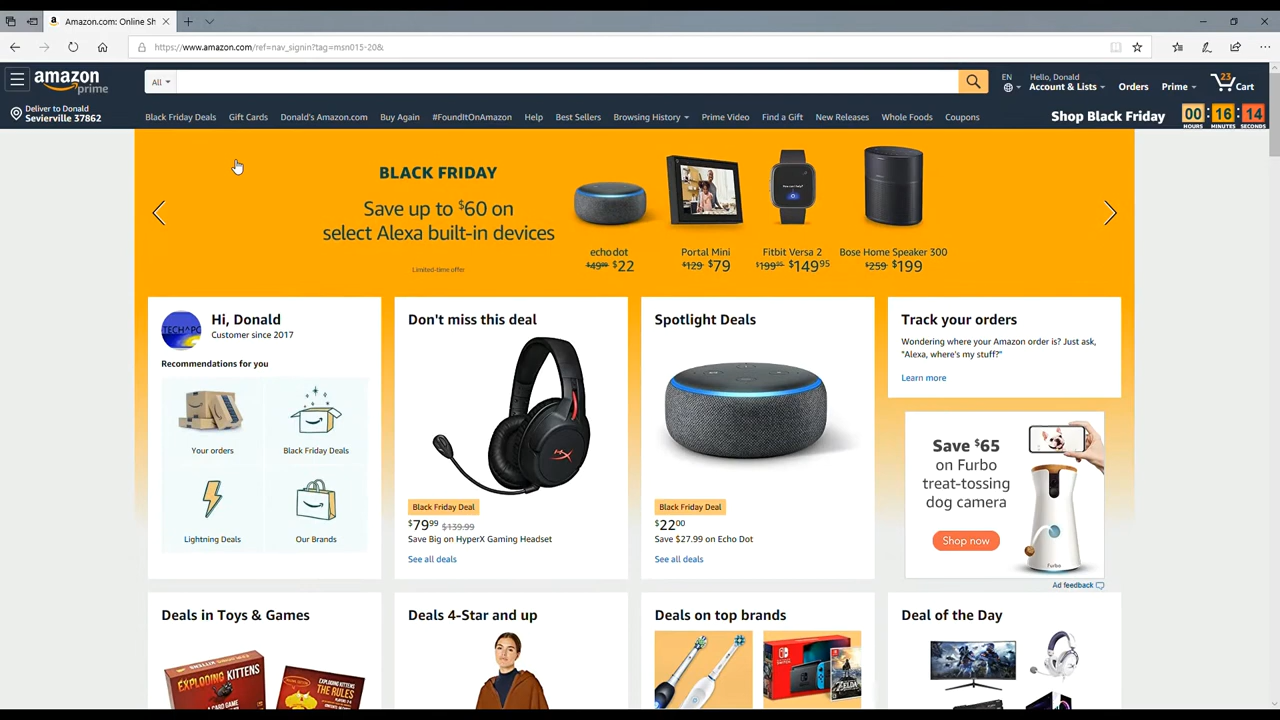 Amazon.com: Online Sh
https://www.amazon.com/ref=nav_signin?tag=msn015-20&
amazon
prime
All
EN
Hello, Donald
Account & Lists
Orders
Prime
23
Cart
Deliver to Donald
Sevierville 37862
Black Friday Deals
Gift Cards
Donald's Amazon.com
Buy Again
#FoundItOnAmazon
Help
Best Sellers
Browsing History
Prime Video
Find a Gift
New Releases
Whole Foods
Coupons
Shop Black Friday
00 : 16 : 14
HOURS MINUTES SECONDS
BLACK FRIDAY
Save up to $60 on
select Alexa built-in devices
Limited-time offer
echo dot
$49.99 $22
Portal Mini
$129 $79
Fitbit Versa 2
$199.95 $149.95
Bose Home Speaker 300
$259 $199
Hi, Donald
Customer since 2017
TECH PC
Recommendations for you
Your orders
Black Friday Deals
Lightning Deals
Our Brands
Don't miss this deal
Black Friday Deal
$79.99 $139.99
Save Big on HyperX Gaming Headset
See all deals
Spotlight Deals
Black Friday Deal
$22.00
Save $27.99 on Echo Dot
See all deals
Track your orders
Wondering where your Amazon order is? Just ask,
"Alexa, where's my stuff?"
Learn more
Save $65
on Furbo
treat-tossing
dog camera
Shop now
Furbo
Ad feedback
Deals in Toys & Games
EXPLODING
KITTENS
EXPLODING
KITTENS
THE RULES
Deals 4-Star and up
Deals on top brands
Deal of the Day